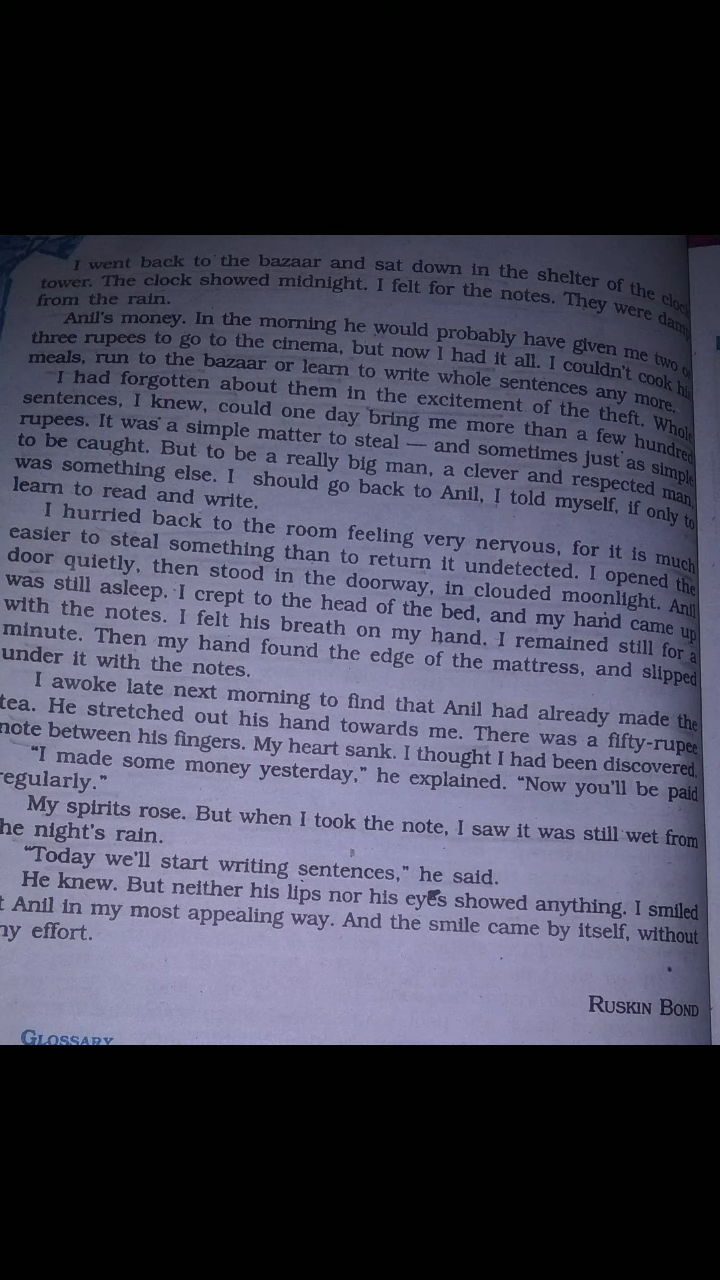 I went back to the bazaar and sat down in the shelter of the clock
tower. The clock showed midnight. I felt for the notes. They were damp
from the rain.
Anil's money. In the morning he would probably have given me two or
three rupees to go to the cinema, but now I had it all. I couldn't cook his
meals, run to the bazaar or learn to write whole sentences any more.
I had forgotten about them in the excitement of the theft. Whole
sentences, I knew, could one day bring me more than a few hundred
rupees. It was a simple matter to steal — and sometimes just as simple
to be caught. But to be a really big man, a clever and respected man,
was something else. I should go back to Anil, I told myself, if only to
learn to read and write.
I hurried back to the room feeling very nervous, for it is much
easier to steal something than to return it undetected. I opened the
door quietly, then stood in the doorway, in clouded moonlight. Anil
was still asleep. I crept to the head of the bed, and my hand came up
with the notes. I felt his breath on my hand. I remained still for a
minute. Then my hand found the edge of the mattress, and slipped
under it with the notes.
I awoke late next morning to find that Anil had already made the
tea. He stretched out his hand towards me. There was a fifty-rupee
note between his fingers. My heart sank. I thought I had been discovered.
"I made some money yesterday," he explained. "Now you'll be paid
regularly."
My spirits rose. But when I took the note, I saw it was still wet from
he night's rain.
"Today we'll start writing sentences," he said.
He knew. But neither his lips nor his eyes showed anything. I smiled
t Anil in my most appealing way. And the smile came by itself, without
ny effort.
RUSKIN BOND
GLOSSARY